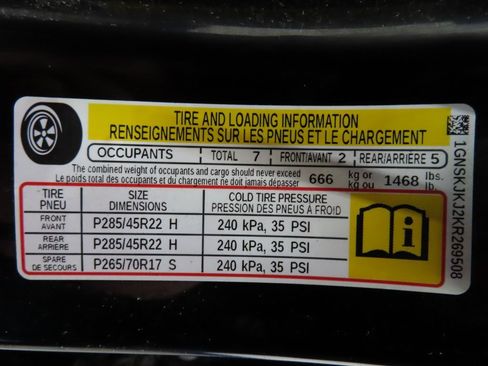 TIRE AND LOADING INFORMATION
RENSEIGNEMENTS SUR LES PNEUS ET LE CHARGEMENT
OCCUPANTS TOTAL 7 FRONT/AVANT 2 REAR/ARRIÈRE 5
The combined weight of occupants and cargo should never exceed 666 kg or 1468 lbs.
Le poids total des occupants et du chargement ne doit jamais dépasser kg ou lb.
TIRE SIZE COLD TIRE PRESSURE
PNEU DIMENSIONS PRESSION DES PNEUS A FROID
FRONT
AVANT P285/45R22 H 240 kPa, 35 PSI
REAR
ARRIÈRE P285/45R22 H 240 kPa, 35 PSI
SPARE
DE SECOURS P265/70R17 S 240 kPa, 35 PSI
1GNSKJKJ2KR269508